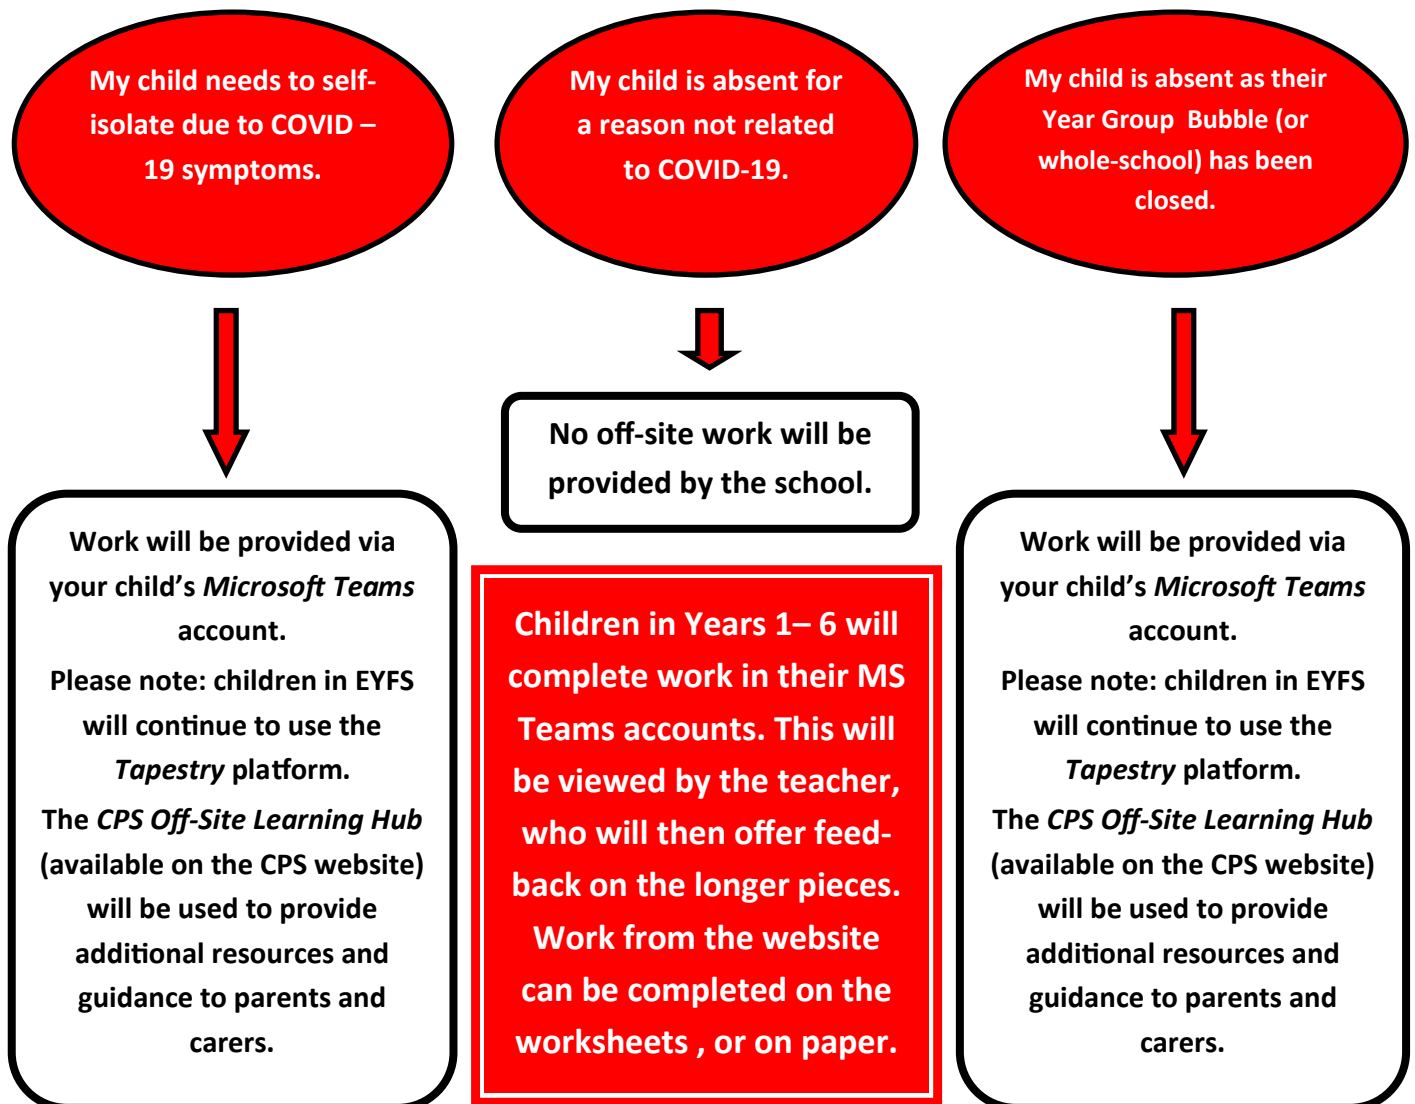 My child needs to self-
isolate due to COVID –
19 symptoms.
My child is absent for
a reason not related
to COVID-19.
My child is absent as their
Year Group Bubble (or
whole-school) has been
closed.
No off-site work will be
provided by the school.
Work will be provided via
your child’s Microsoft Teams
account.
Please note: children in EYFS
will continue to use the
Tapestry platform.
The CPS Off-Site Learning Hub
(available on the CPS website)
will be used to provide
additional resources and
guidance to parents and
carers.
Children in Years 1– 6 will
complete work in their MS
Teams accounts. This will
be viewed by the teacher,
who will then offer feed-
back on the longer pieces.
Work from the website
can be completed on the
worksheets , or on paper.
Work will be provided via
your child’s Microsoft Teams
account.
Please note: children in EYFS
will continue to use the
Tapestry platform.
The CPS Off-Site Learning Hub
(available on the CPS website)
will be used to provide
additional resources and
guidance to parents and
carers.